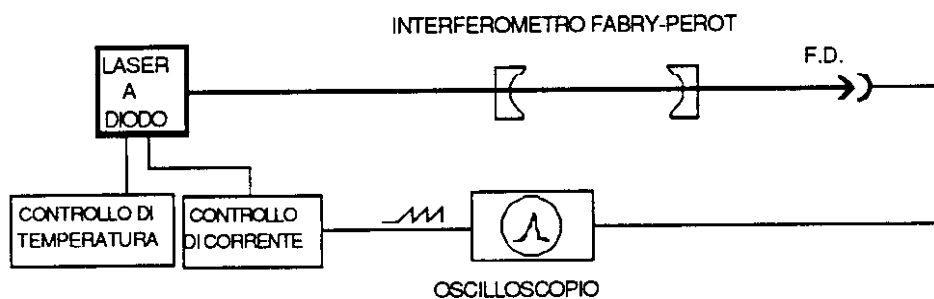 INTERFEROMETRO FABRY-PEROT
F.D.
LASER
A
DIODO
CONTROLLO DI
TEMPERATURA
CONTROLLO
DI CORRENTE
OSCILLOSCOPIO